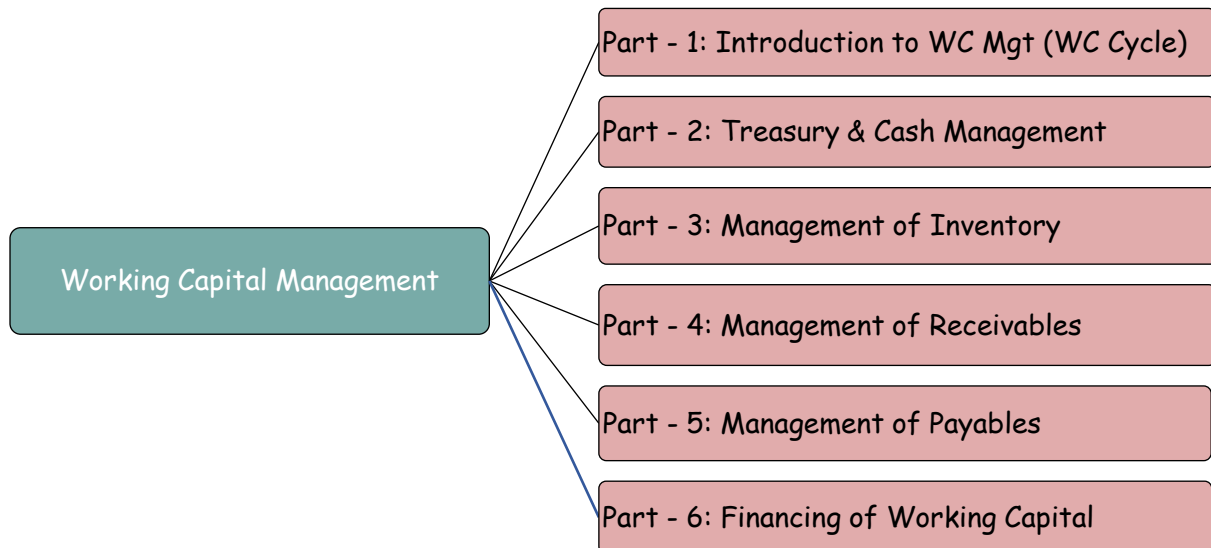 Working Capital Management
Part - 1: Introduction to WC Mgt (WC Cycle)
Part - 2: Treasury & Cash Management
Part - 3: Management of Inventory
Part - 4: Management of Receivables
Part - 5: Management of Payables
Part - 6: Financing of Working Capital